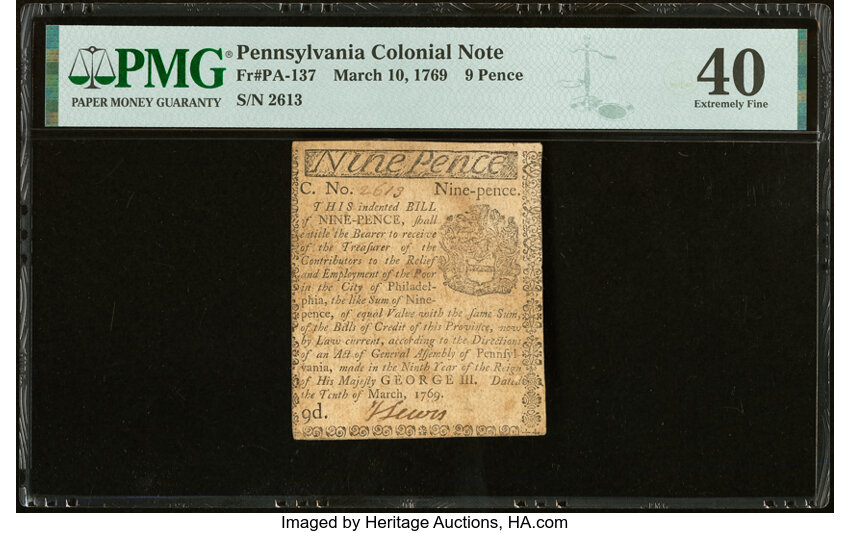 PMG®
PAPER MONEY GUARANTY
Pennsylvania Colonial Note
Fr#PA-137 March 10, 1769 9 Pence
S/N 2613
40
Extremely Fine
Nine Pence
C. No. 2613 Nine-pence.
THIS indented BILL
of NINE-PENCE, ſhall
entitle the Bearer to receive
of the Treaſurer of the
Contributors to the Relief
and Employment of the Poor
in the City of Philadel-
phia, the like Sum of Nine-
pence, of equal Value with the ſame Sum,
of the Bills of Credit of this Province, now
by Law current, according to the Directions
of an Act of General Aſſembly of Pennſyl-
vania, made in the Ninth Year of the Reign
of His Majeſty GEORGE III. Dated
the Tenth of March, 1769.
9d. Lewis
Imaged by Heritage Auctions, HA.com